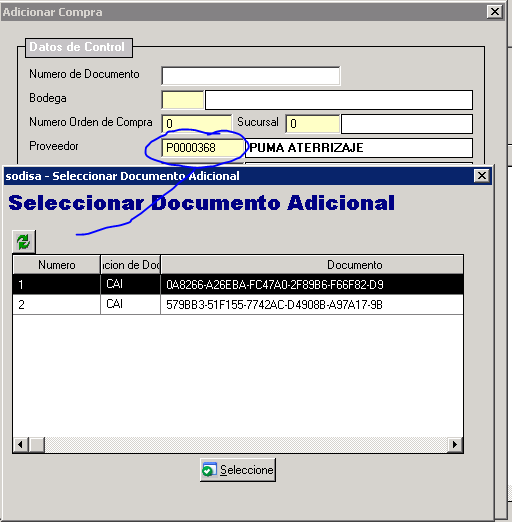 Adicionar Compra
Datos de Control
Numero de Documento
Bodega
Numero Orden de Compra 0 Sucursal 0
Proveedor P0000368 PUMA ATERRIZAJE
sodisa - Seleccionar Documento Adicional
Seleccionar Documento Adicional
Numero icion de Doc Documento
1 CAI 0A8266-A26EBA-FC47A0-2F89B6-F66F82-D9
2 CAI 579BB3-51F155-7742AC-D4908B-A97A17-9B
Seleccione